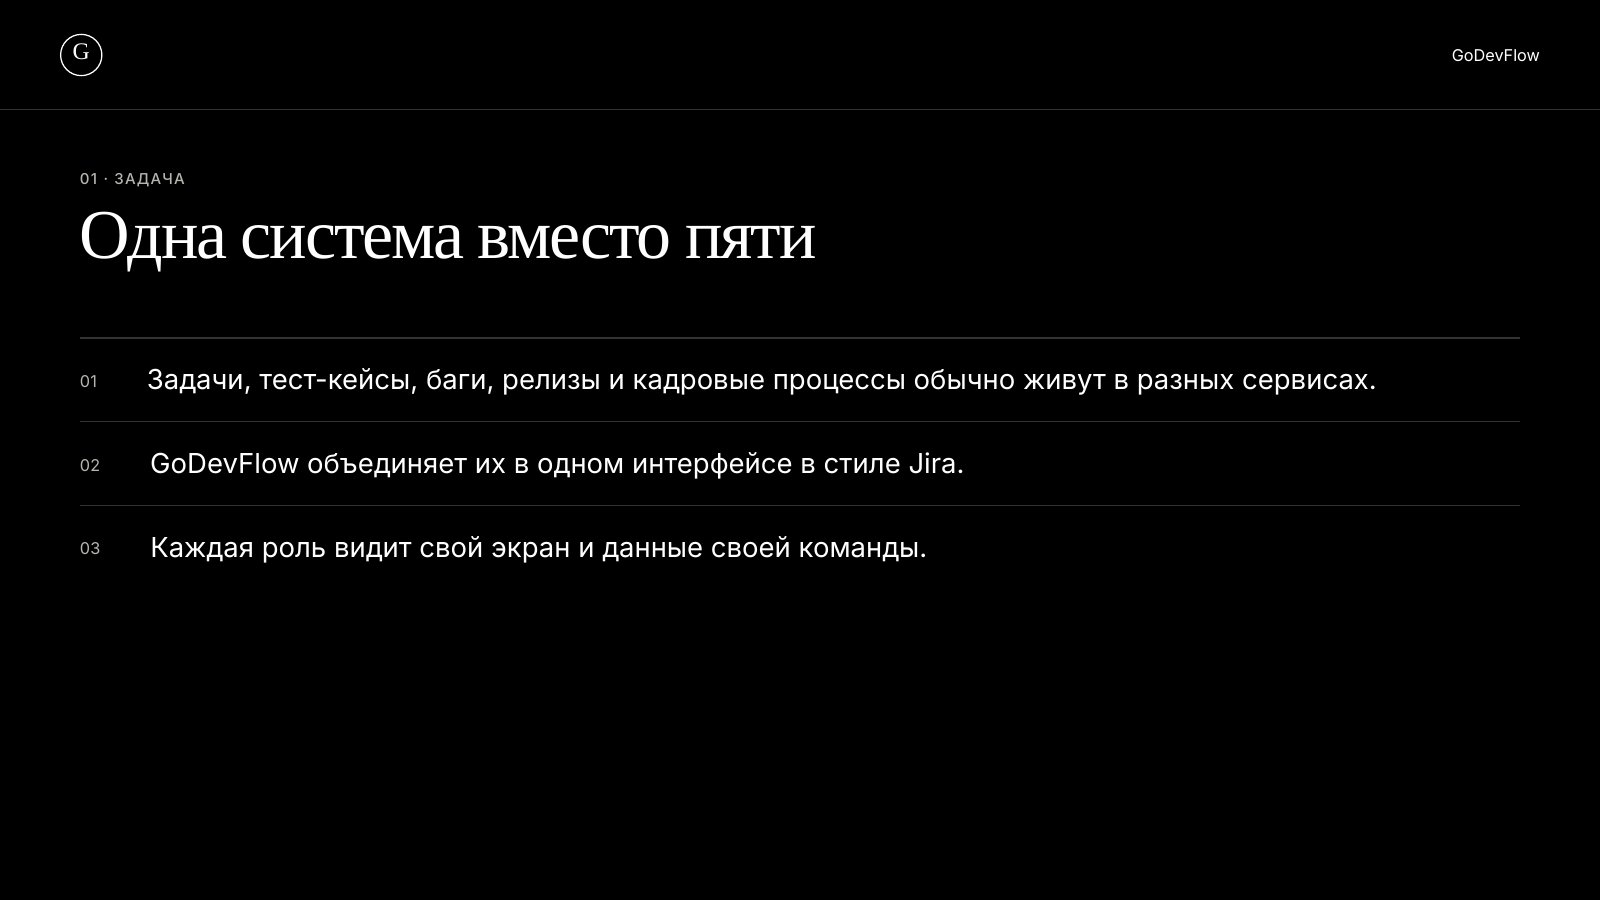 G
GoDevFlow
01 · ЗАДАЧА
Одна система вместо пяти
01 Задачи, тест-кейсы, баги, релизы и кадровые процессы обычно живут в разных сервисах.
02 GoDevFlow объединяет их в одном интерфейсе в стиле Jira.
03 Каждая роль видит свой экран и данные своей команды.